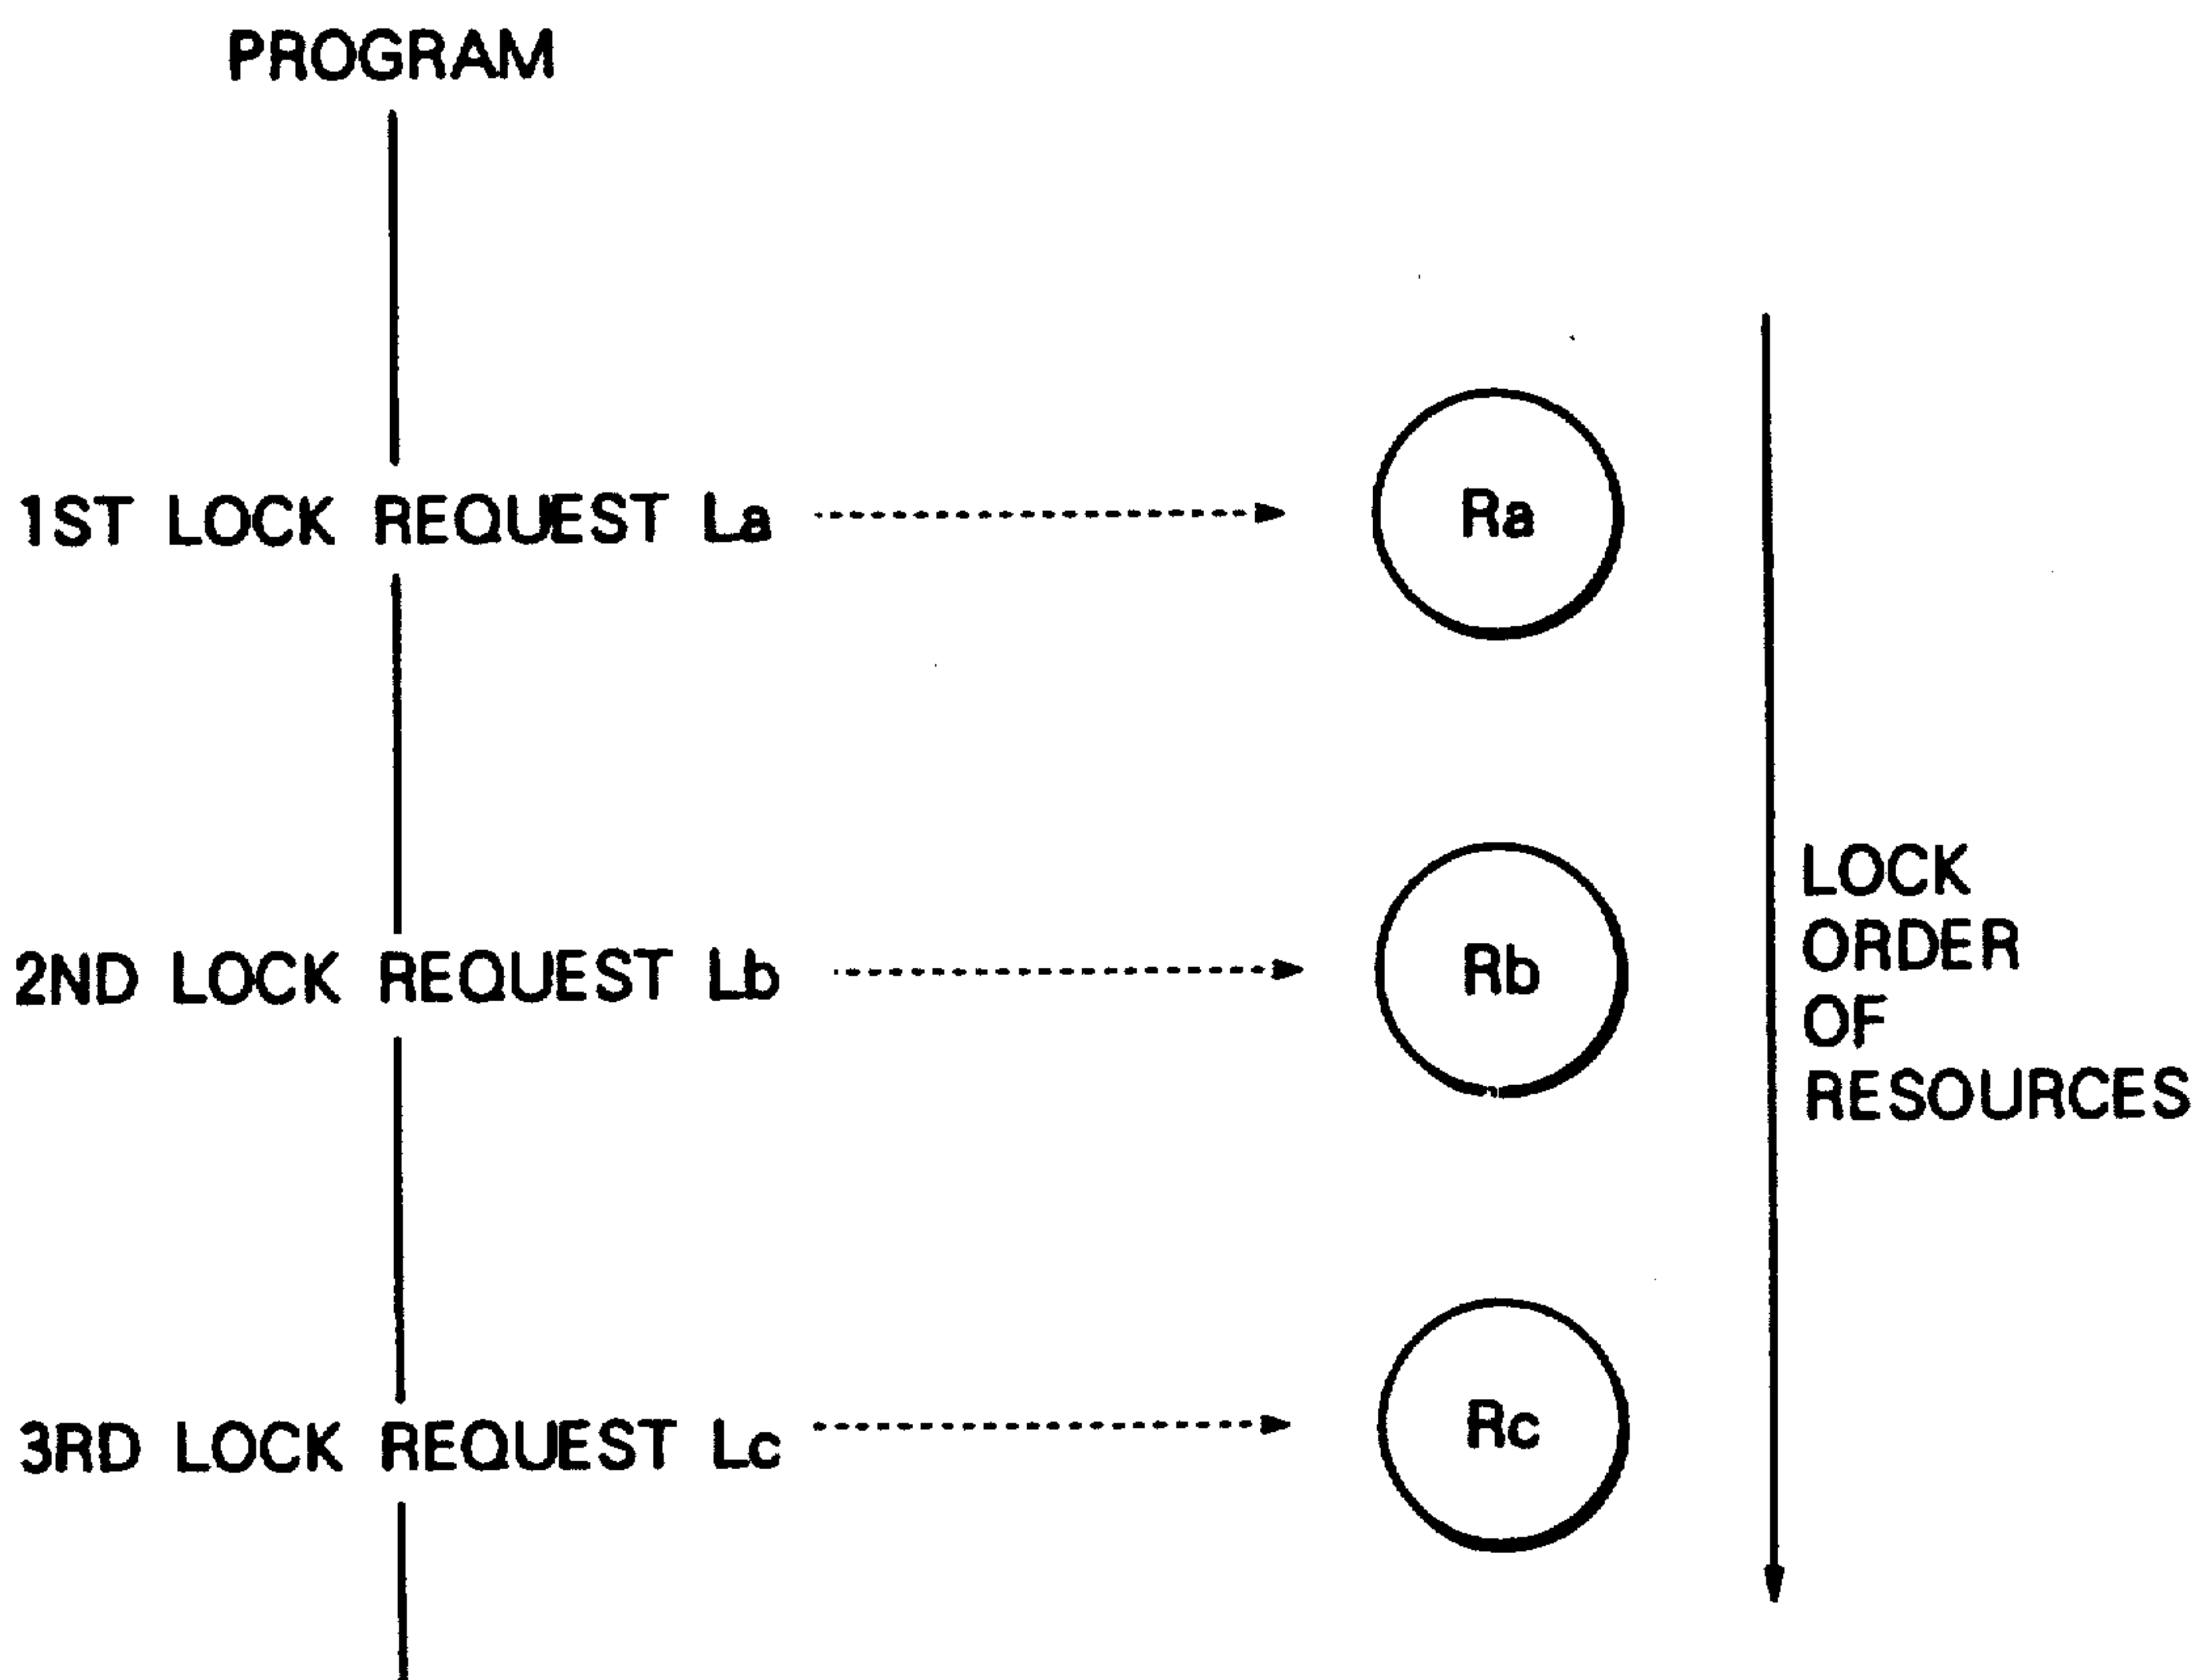 PROGRAM
1ST LOCK REQUEST La
Ra
2ND LOCK REQUEST Lb
Rb
LOCK
ORDER
OF
RESOURCES
3RD LOCK REQUEST Lc
Rc